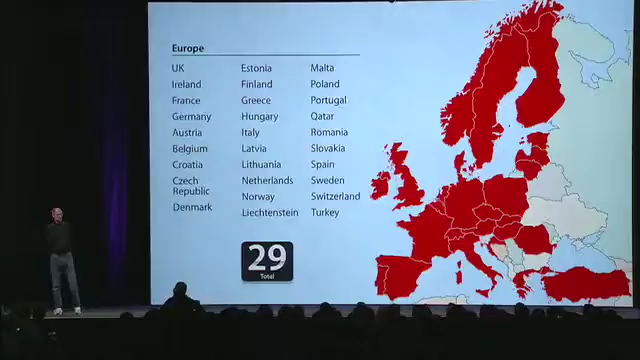 Europe
UK
Ireland
France
Germany
Austria
Belgium
Croatia
Czech
Republic
Denmark
Estonia
Finland
Greece
Hungary
Italy
Latvia
Lithuania
Netherlands
Norway
Liechtenstein
Malta
Poland
Portugal
Qatar
Romania
Slovakia
Spain
Sweden
Switzerland
Turkey
29
Total